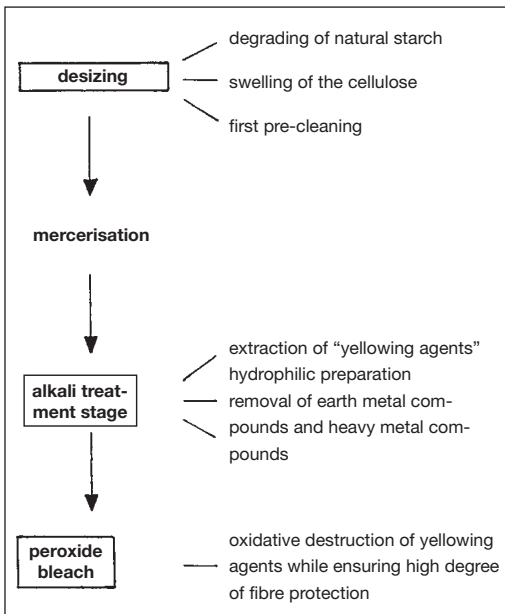 degrading of natural starch
desizing
swelling of the cellulose
first pre-cleaning
mercerisation
extraction of “yellowing agents”
hydrophilic preparation
alkali treat-
ment stage
removal of earth metal com-
pounds and heavy metal com-
pounds
peroxide
bleach
oxidative destruction of yellowing
agents while ensuring high degree
of fibre protection